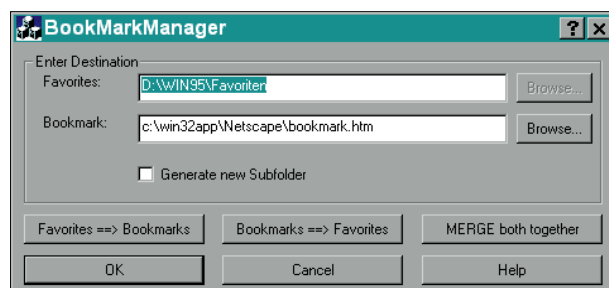 BookMarkManager
Enter Destination
Favorites: D:\WIN95\Favoriten Browse...
Bookmark: c:\win32app\Netscape\bookmark.htm Browse...
Generate new Subfolder
Favorites ==> Bookmarks Bookmarks ==> Favorites MERGE both together
OK Cancel Help